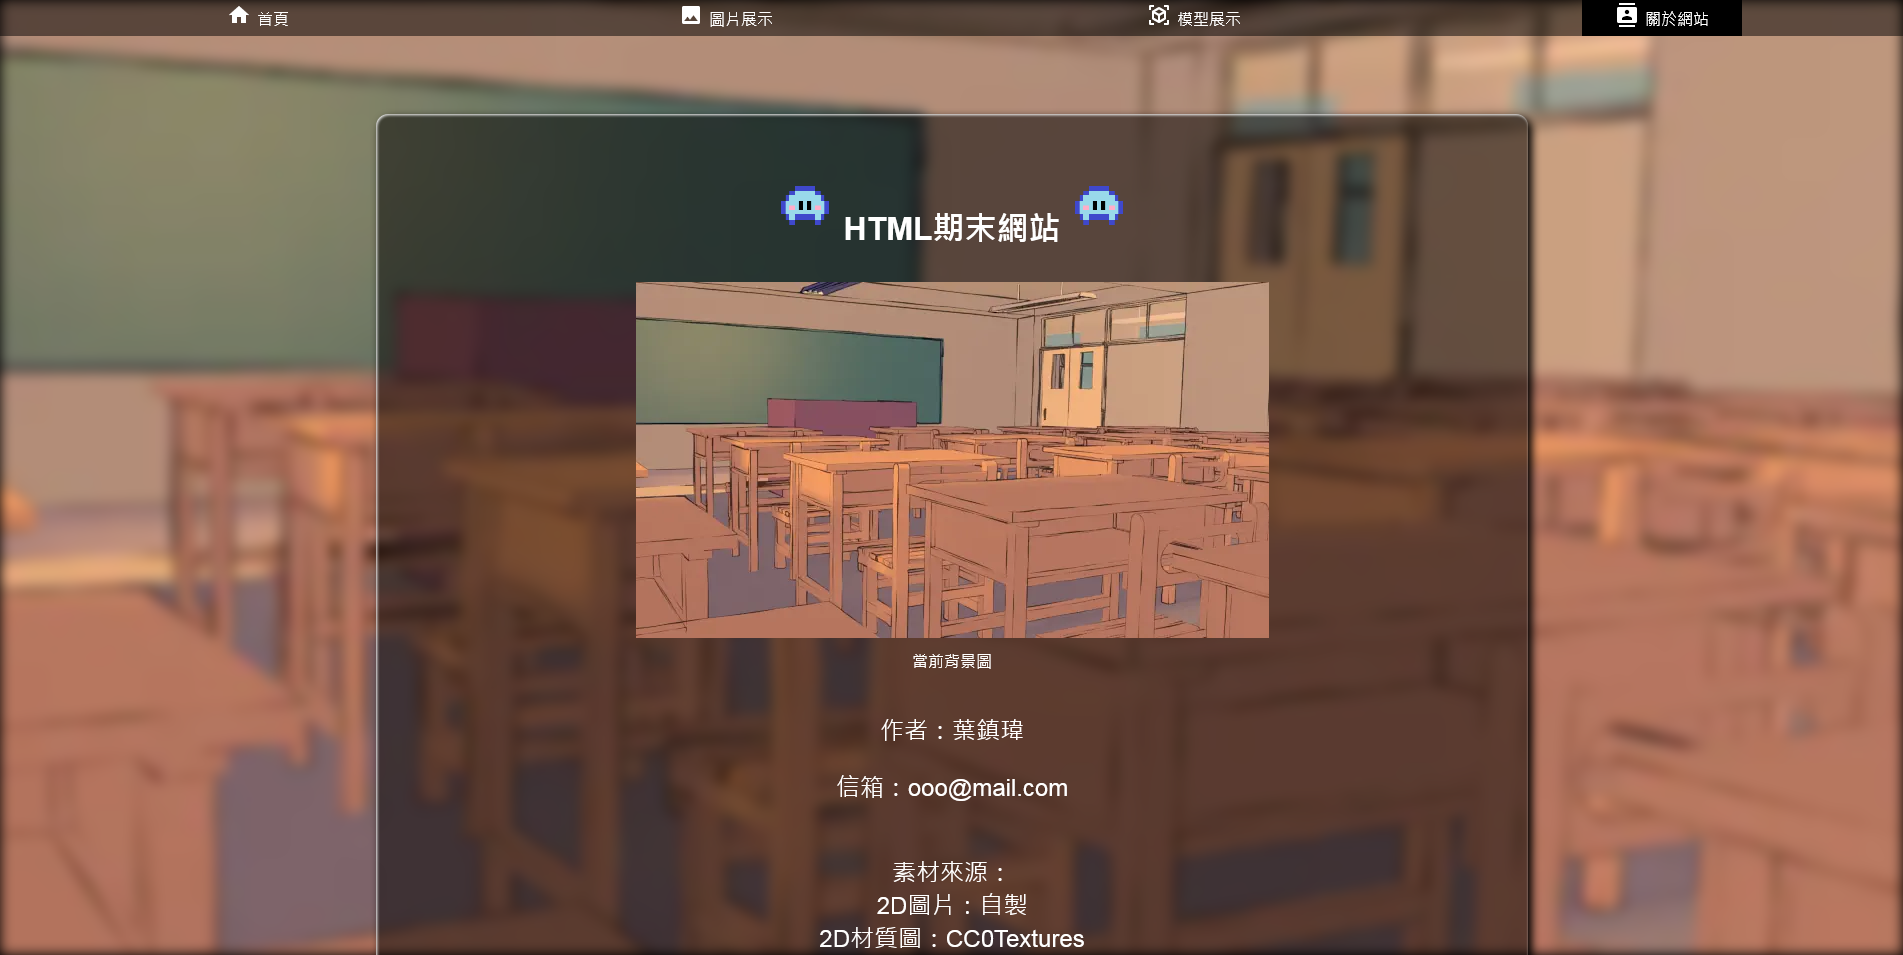 首頁
圖片展示
模型展示
關於網站
HTML期末網站
當前背景圖
作者：葉鎮瑋
信箱：ooo@mail.com
素材來源：
2D圖片：自製
2D材質圖：CC0Textures